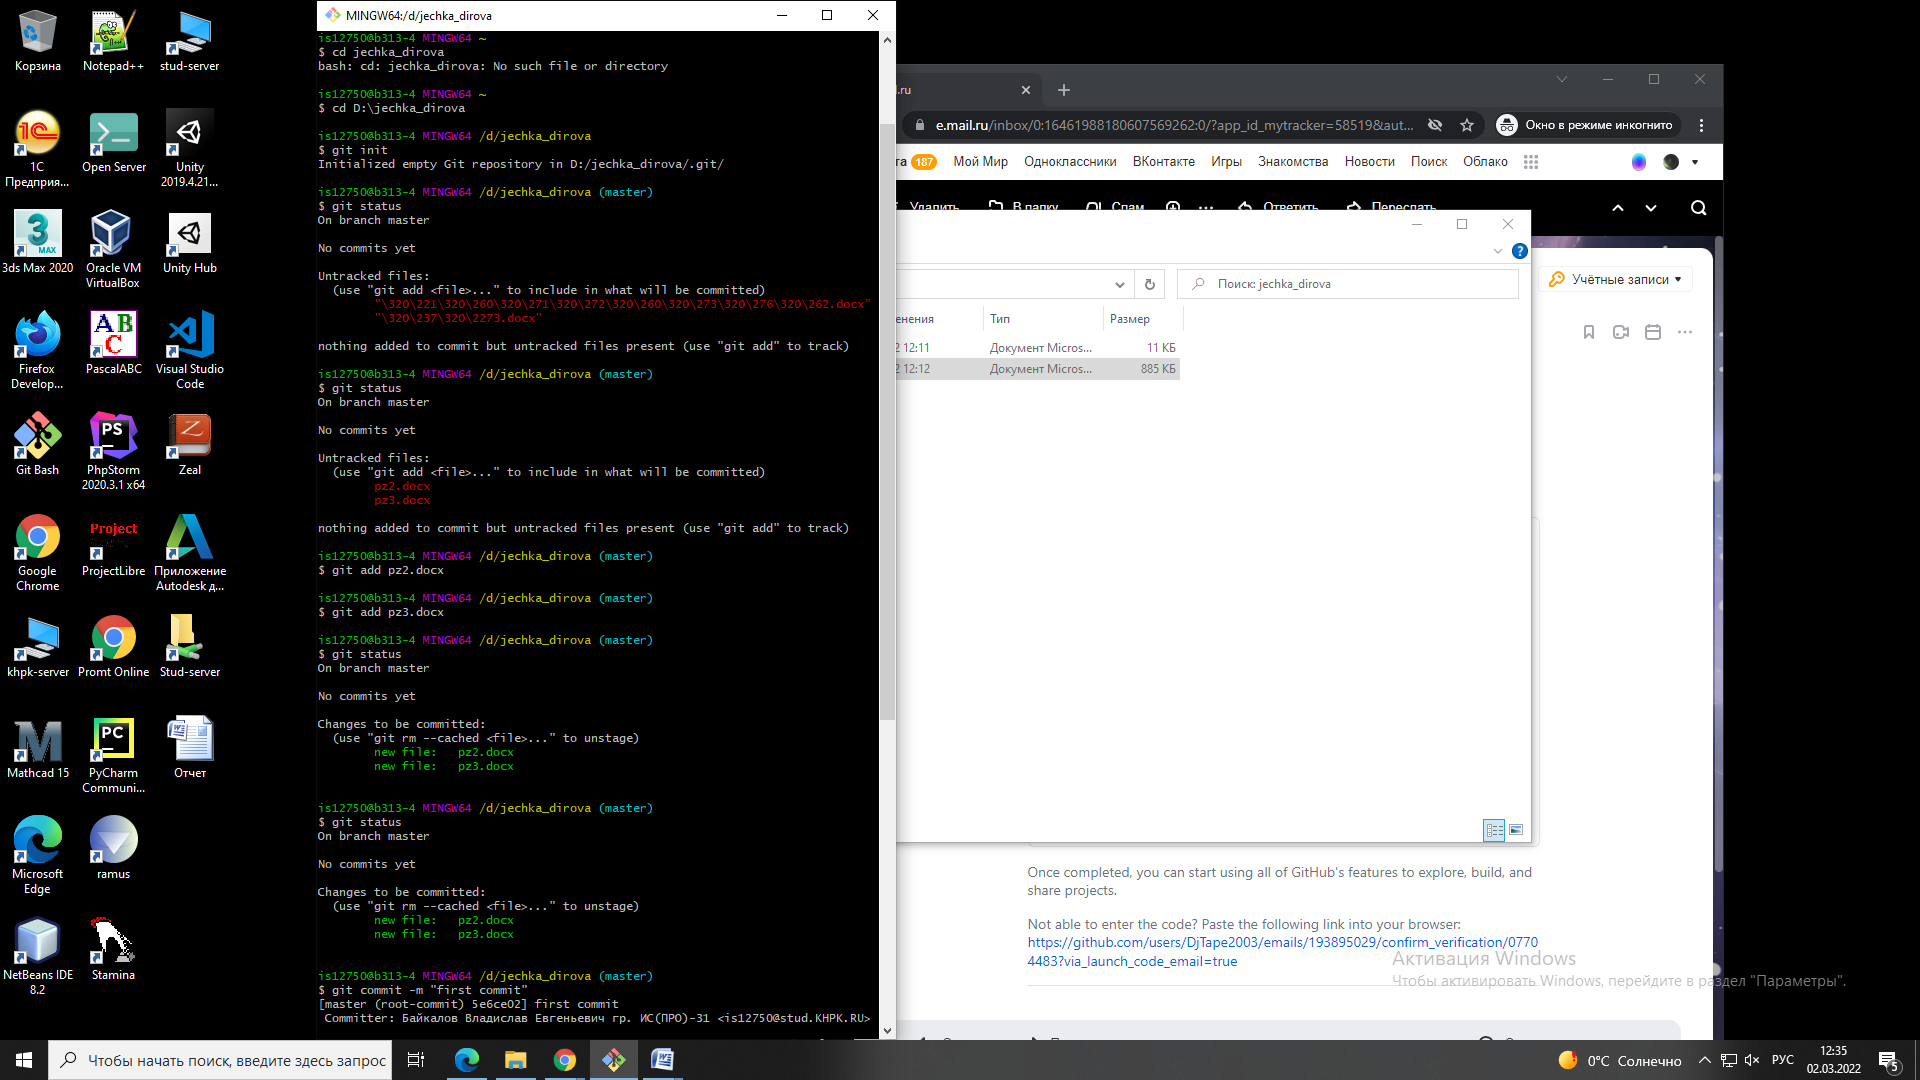 Корзина
Notepad++
stud-server
1C Предприя...
Open Server
Unity 2019.4.21...
3ds Max 2020
Oracle VM VirtualBox
Unity Hub
Firefox Develop...
PascalABC
Visual Studio Code
Git Bash
PhpStorm 2020.3.1 x64
Zeal
Google Chrome
ProjectLibre
Приложение Autodesk д...
khpk-server
Promt Online
Stud-server
Mathcad 15
PyCharm Communi...
Отчет
Microsoft Edge
ramus
NetBeans IDE 8.2
Stamina
MINGW64:/d/jechka_dirova
is12750@b313-4 MINGW64 ~
$ cd jechka_dirova
bash: cd: jechka_dirova: No such file or directory
is12750@b313-4 MINGW64 ~
$ cd D:\jechka_dirova
is12750@b313-4 MINGW64 /d/jechka_dirova
$ git init
Initialized empty Git repository in D:/jechka_dirova/.git/
is12750@b313-4 MINGW64 /d/jechka_dirova (master)
$ git status
On branch master
No commits yet
Untracked files:
(use "git add <file>..." to include in what will be committed)
"\320\221\320\260\320\271\320\272\320\260\320\273\320\276\320\262.docx"
"\320\237\320\2273.docx"
nothing added to commit but untracked files present (use "git add" to track)
is12750@b313-4 MINGW64 /d/jechka_dirova (master)
$ git status
On branch master
No commits yet
Untracked files:
(use "git add <file>..." to include in what will be committed)
pz2.docx
pz3.docx
nothing added to commit but untracked files present (use "git add" to track)
is12750@b313-4 MINGW64 /d/jechka_dirova (master)
$ git add pz2.docx
is12750@b313-4 MINGW64 /d/jechka_dirova (master)
$ git add pz3.docx
is12750@b313-4 MINGW64 /d/jechka_dirova (master)
$ git status
On branch master
No commits yet
Changes to be committed:
(use "git rm --cached <file>..." to unstage)
new file:   pz2.docx
new file:   pz3.docx
is12750@b313-4 MINGW64 /d/jechka_dirova (master)
$ git status
On branch master
No commits yet
Changes to be committed:
(use "git rm --cached <file>..." to unstage)
new file:   pz2.docx
new file:   pz3.docx
is12750@b313-4 MINGW64 /d/jechka_dirova (master)
$ git commit -m "first commit"
[master (root-commit) 5e6ce02] first commit
Committer: Байкалов Владислав Евгеньевич гр. ИС(ПРО)-31 <is12750@stud.KHPK.RU>
.ru
e.mail.ru/inbox/0:16461988180607569262:0/?app_id_mytracker=58519&aut...
Окно в режиме инкогнито
та 187 Мой Мир Одноклассники ВКонтакте Игры Знакомства Новости Поиск Облако
Удалить В папку Спам Ответить Переслать
Поиск: jechka_dirova
Учётные записи
енения Тип Размер
2 12:11 Документ Micros... 11 КБ
2 12:12 Документ Micros... 885 КБ
Once completed, you can start using all of GitHub's features to explore, build, and
share projects.
Not able to enter the code? Paste the following link into your browser:
https://github.com/users/DjTape2003/emails/193895029/confirm_verification/0770
4483?via_launch_code_email=true
Активация Windows
Чтобы активировать Windows, перейдите в раздел "Параметры".
Чтобы начать поиск, введите здесь запрос
0°C Солнечно
РУС
12:35
02.03.2022
5